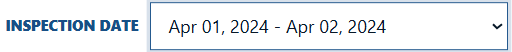 INSPECTION DATE Apr 01, 2024 - Apr 02, 2024